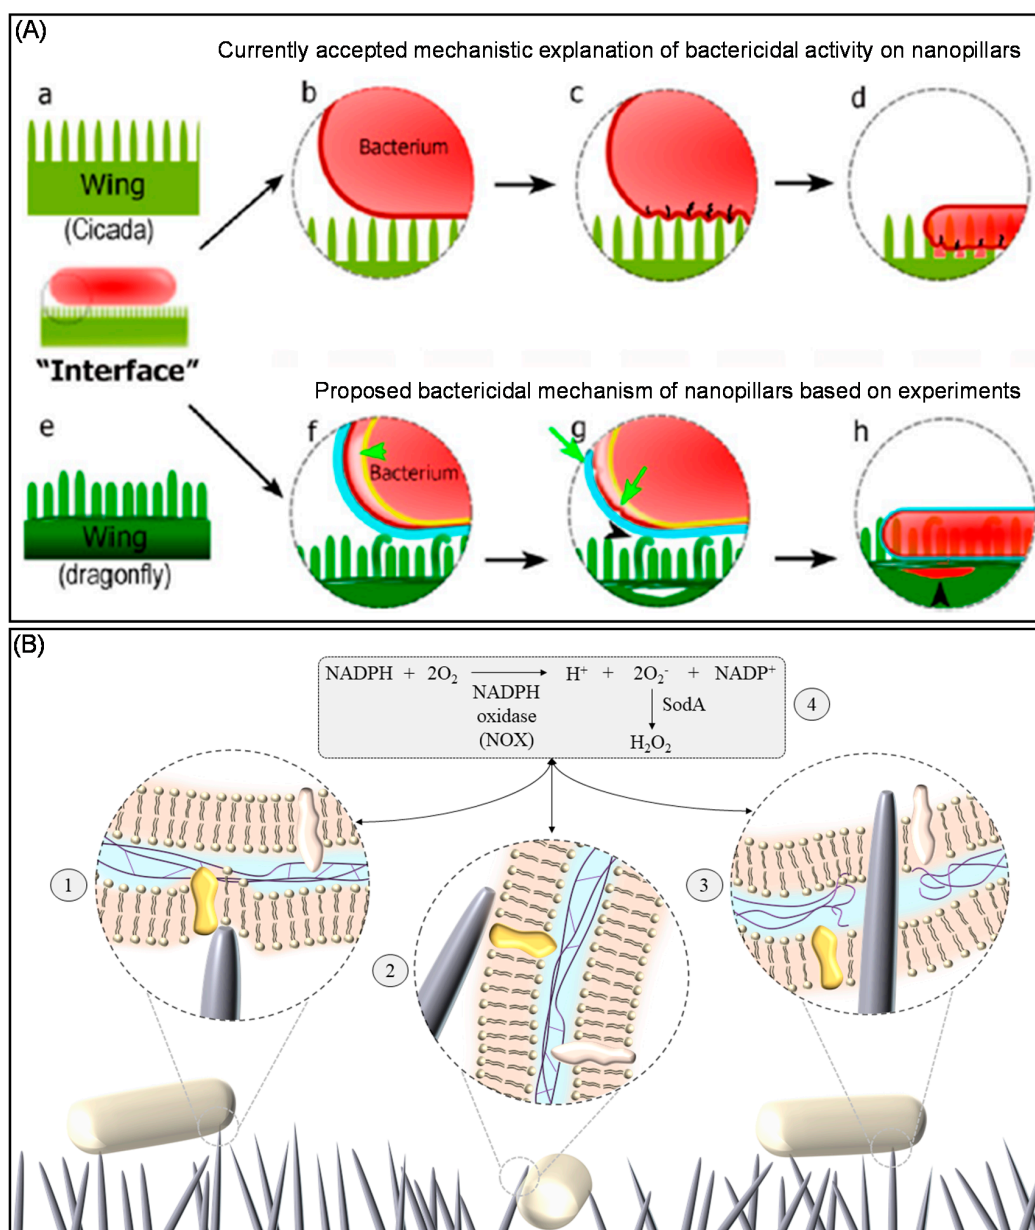 (A)
Currently accepted mechanistic explanation of bactericidal activity on nanopillars
a
b
c
d
Bacterium
Wing
(Cicada)
“Interface”
Proposed bactericidal mechanism of nanopillars based on experiments
e
f
g
h
Bacterium
Wing
(dragonfly)
(B)
NADPH + 2O₂
H⁺ + 2O₂⁻ + NADP⁺
NADPH
oxidase
(NOX)
SodA
H₂O₂
4
1
2
3